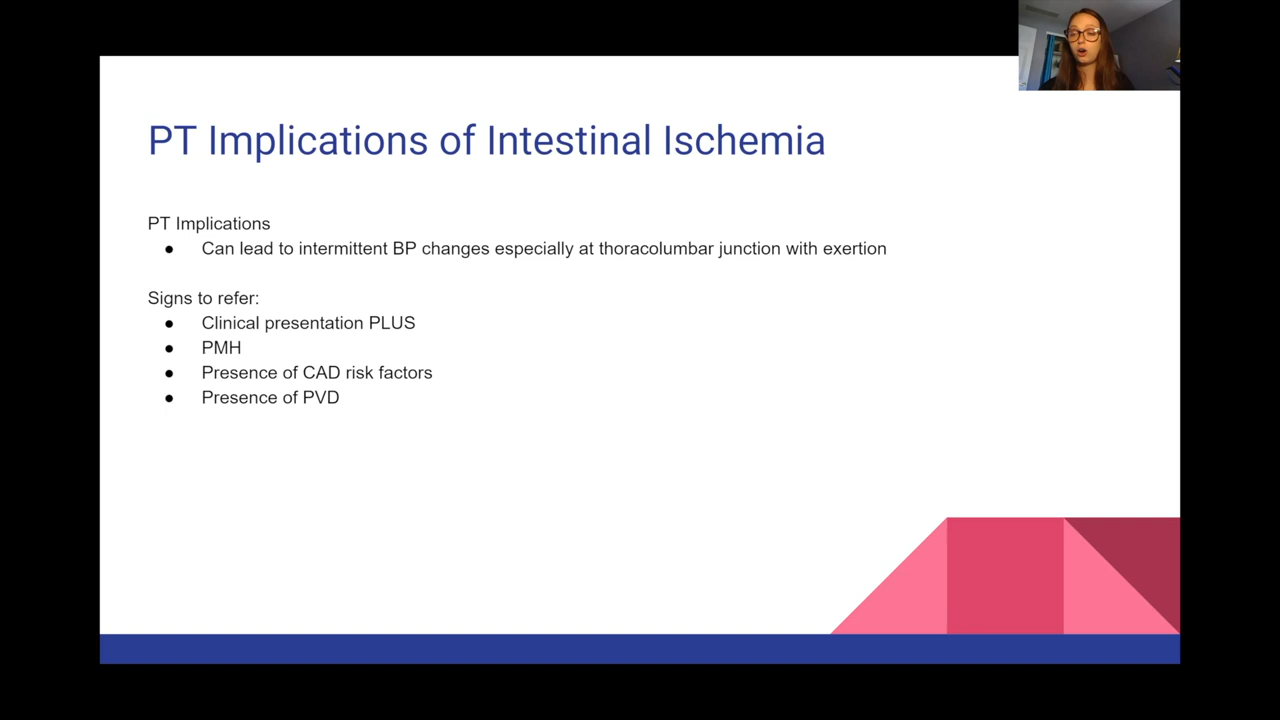 PT Implications of Intestinal Ischemia
PT Implications
● Can lead to intermittent BP changes especially at thoracolumbar junction with exertion
Signs to refer:
● Clinical presentation PLUS
● PMH
● Presence of CAD risk factors
● Presence of PVD